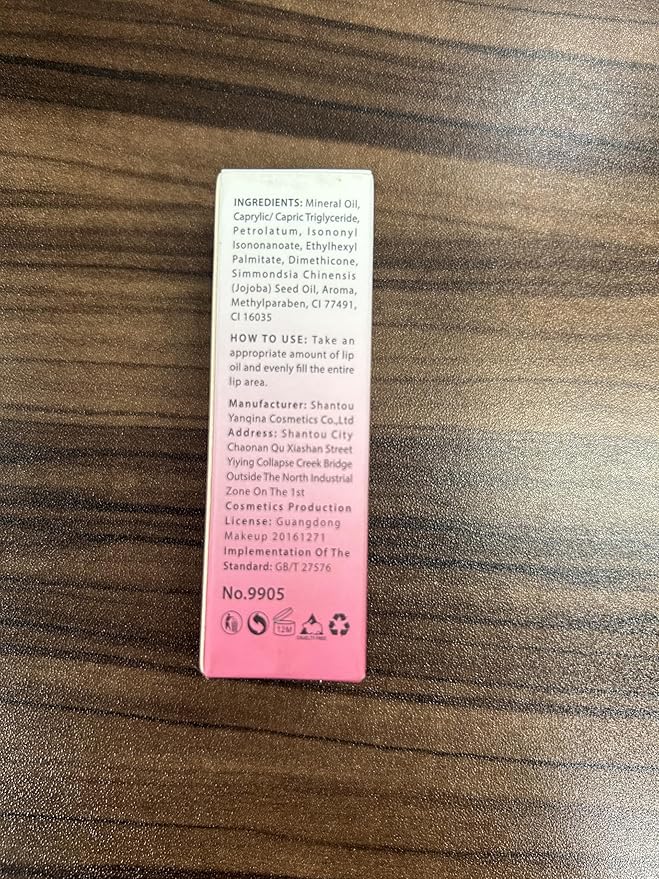 INGREDIENTS: Mineral Oil,
Caprylic/ Capric Triglyceride,
Petrolatum, Isononyl
Isononanoate, Ethylhexyl
Palmitate, Dimethicone,
Simmondsia Chinensis
(Jojoba) Seed Oil, Aroma,
Methylparaben, CI 77491,
CI 16035
HOW TO USE: Take an
appropriate amount of lip
oil and evenly fill the entire
lip area.
Manufacturer: Shantou
Yanqina Cosmetics Co.,Ltd
Address: Shantou City
Chaonan Qu Xiashan Street
Yiying Collapse Creek Bridge
Outside The North Industrial
Zone On The 1st
Cosmetics Production
License: Guangdong
Makeup 20161271
Implementation Of The
Standard: GB/T 27576
No.9905
12M
CRUELTY FREE